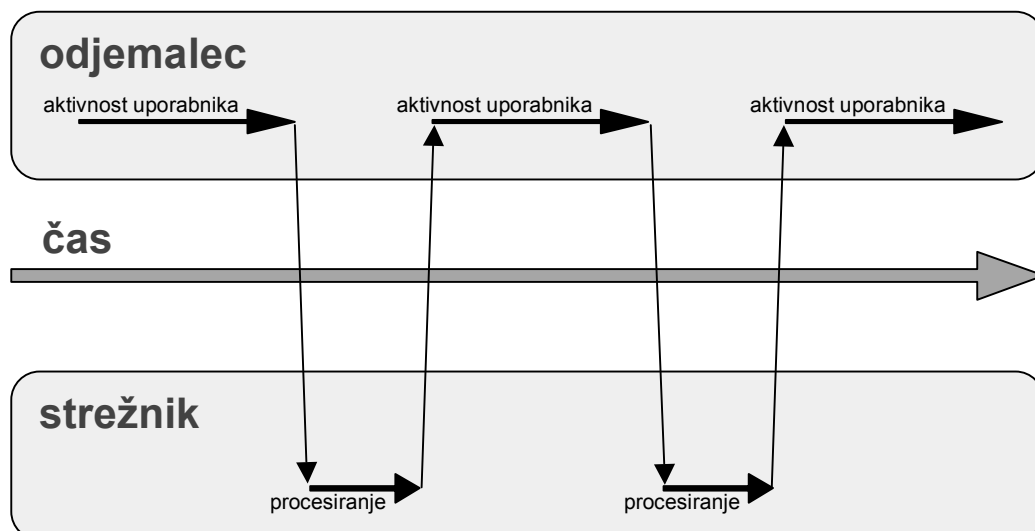 odjemalec
aktivnost uporabnika
aktivnost uporabnika
aktivnost uporabnika
čas
strežnik
procesiranje
procesiranje